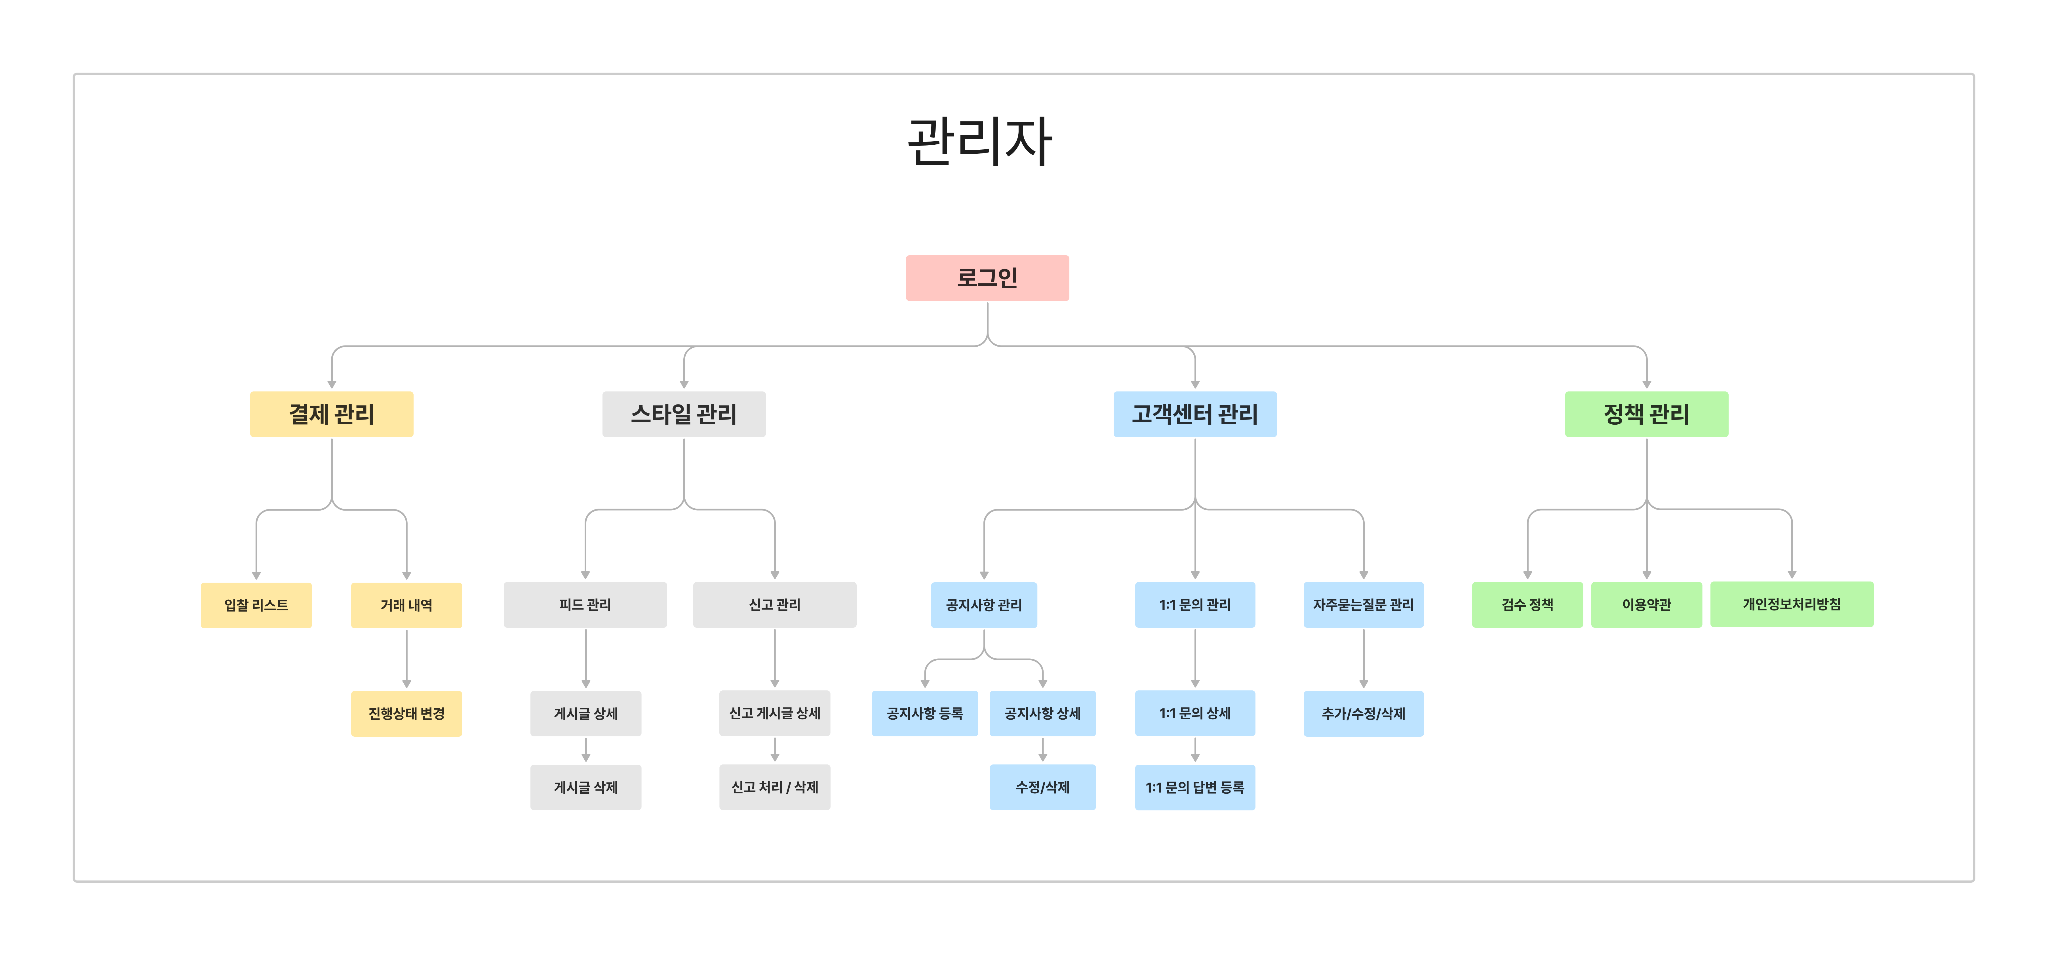 관리자
로그인
결제 관리
스타일 관리
고객센터 관리
정책 관리
입찰 리스트
거래 내역
피드 관리
신고 관리
공지사항 관리
1:1 문의 관리
자주묻는질문 관리
검수 정책
이용약관
개인정보처리방침
진행상태 변경
게시글 상세
신고 게시글 상세
공지사항 등록
공지사항 상세
1:1 문의 상세
추가/수정/삭제
게시글 삭제
신고 처리 / 삭제
수정/삭제
1:1 문의 답변 등록